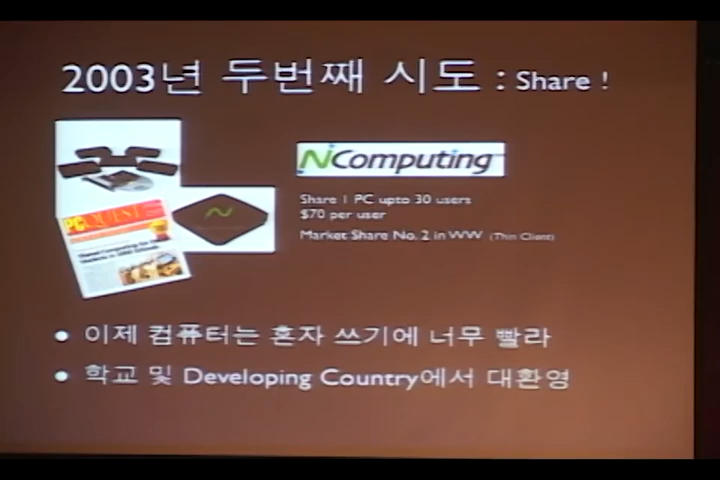 2003년 두번째 시도 : Share !
NComputing
Share 1 PC upto 30 users
$70 per user
Market Share No. 2 in WW (Thin Client)
PC QUEST
이제 컴퓨터는 혼자 쓰기에 너무 빨라
학교 및 Developing Country에서 대환영